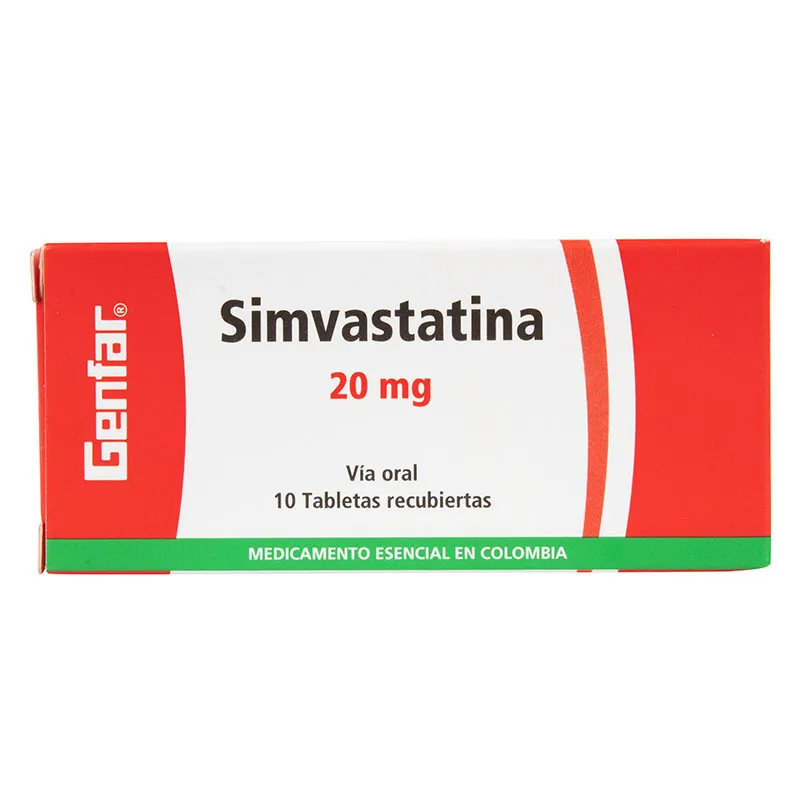 Genfar®
Simvastatina
20 mg
Vía oral
10 Tabletas recubiertas
MEDICAMENTO ESENCIAL EN COLOMBIA